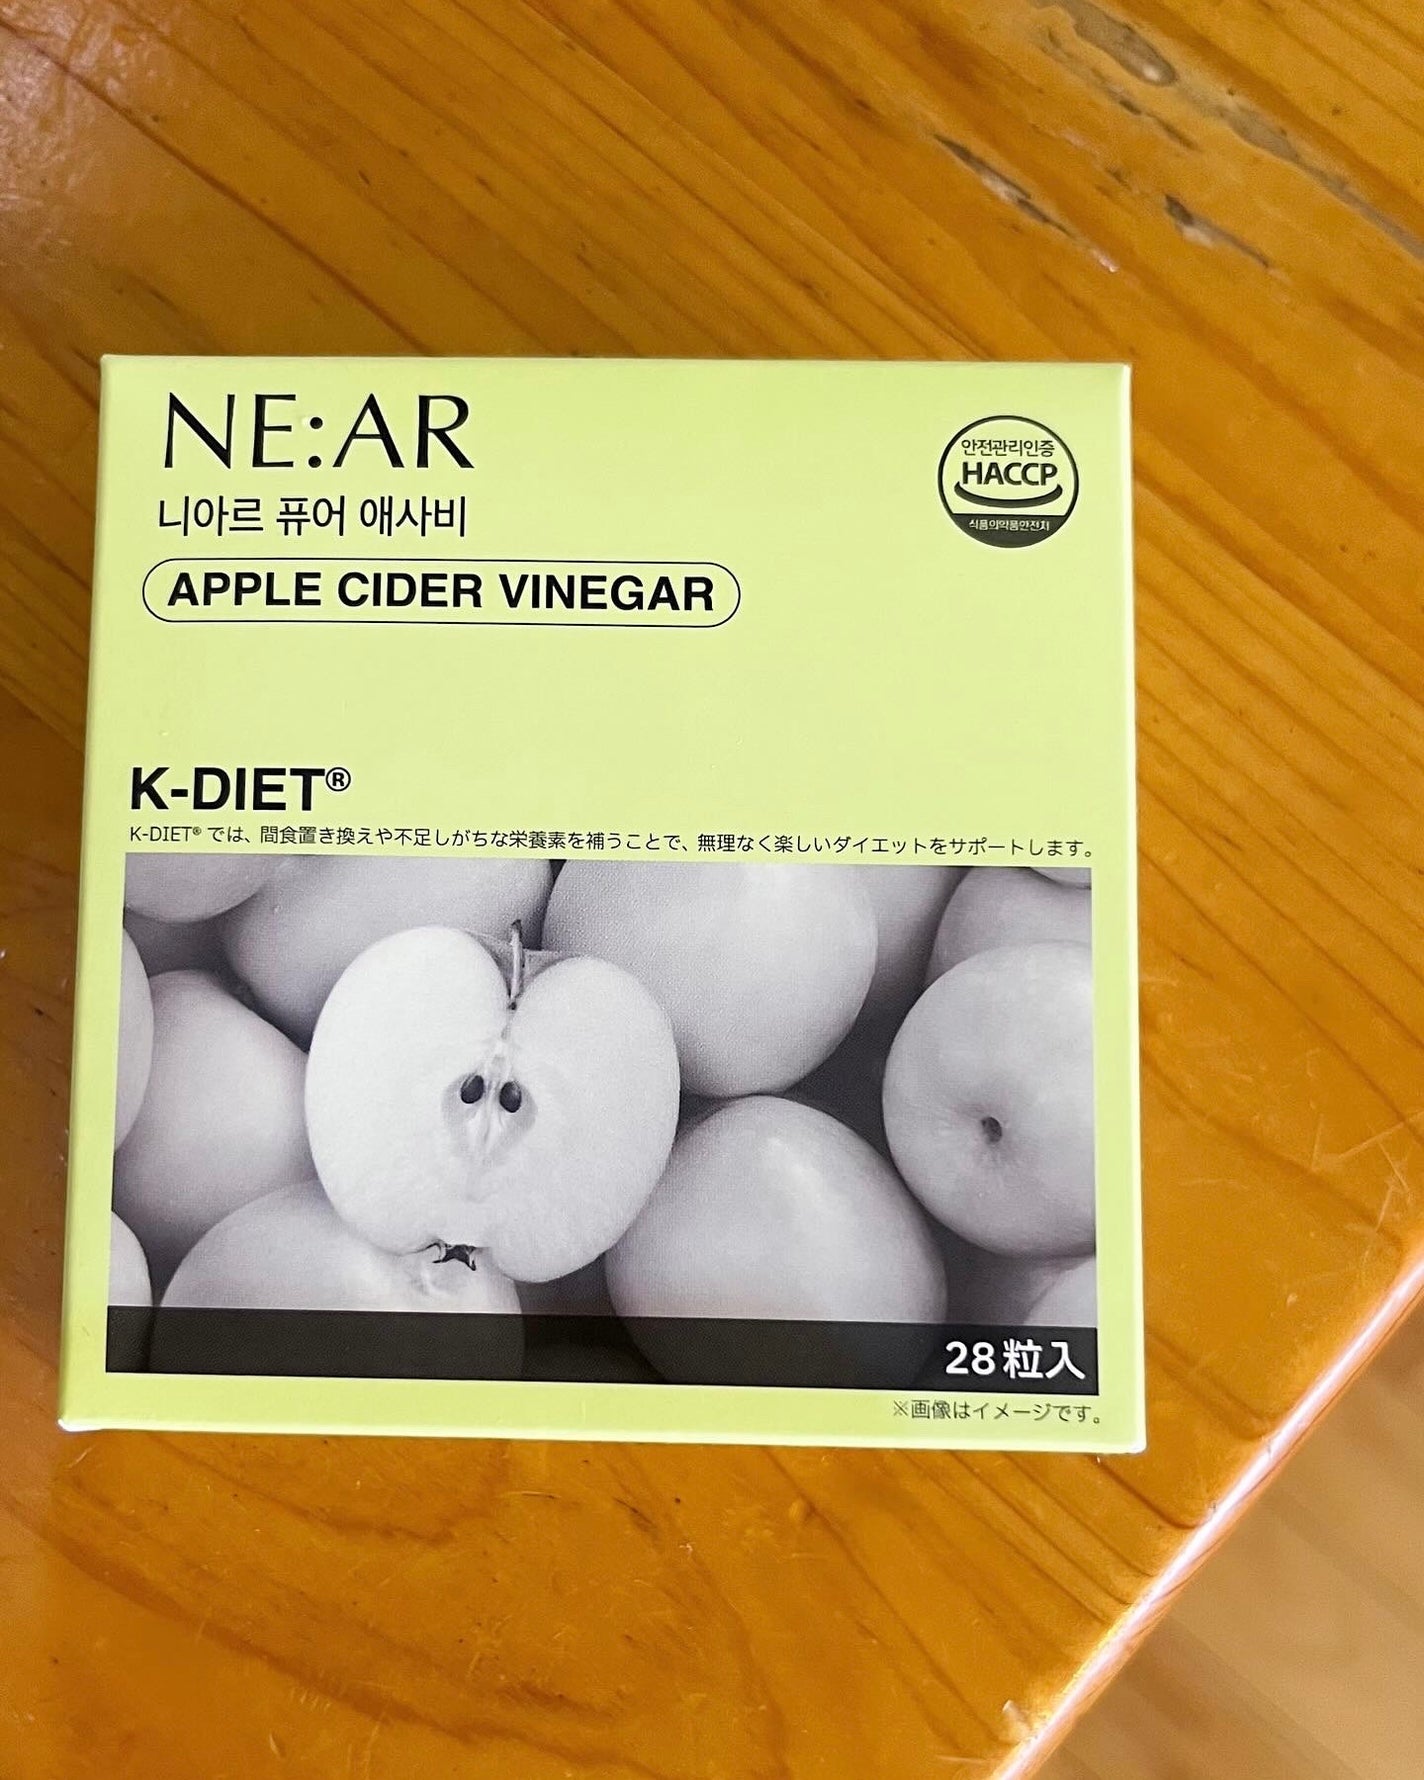 NE:AR
니아르 퓨어 애사비
APPLE CIDER VINEGAR
안전관리인증
HACCP
식품의약품안전처
K-DIET®
K-DIET® では、間食置き換えや不足しがちな栄養素を補うことで、無理なく楽しいダイエットをサポートします。
28粒入
※画像はイメージです。